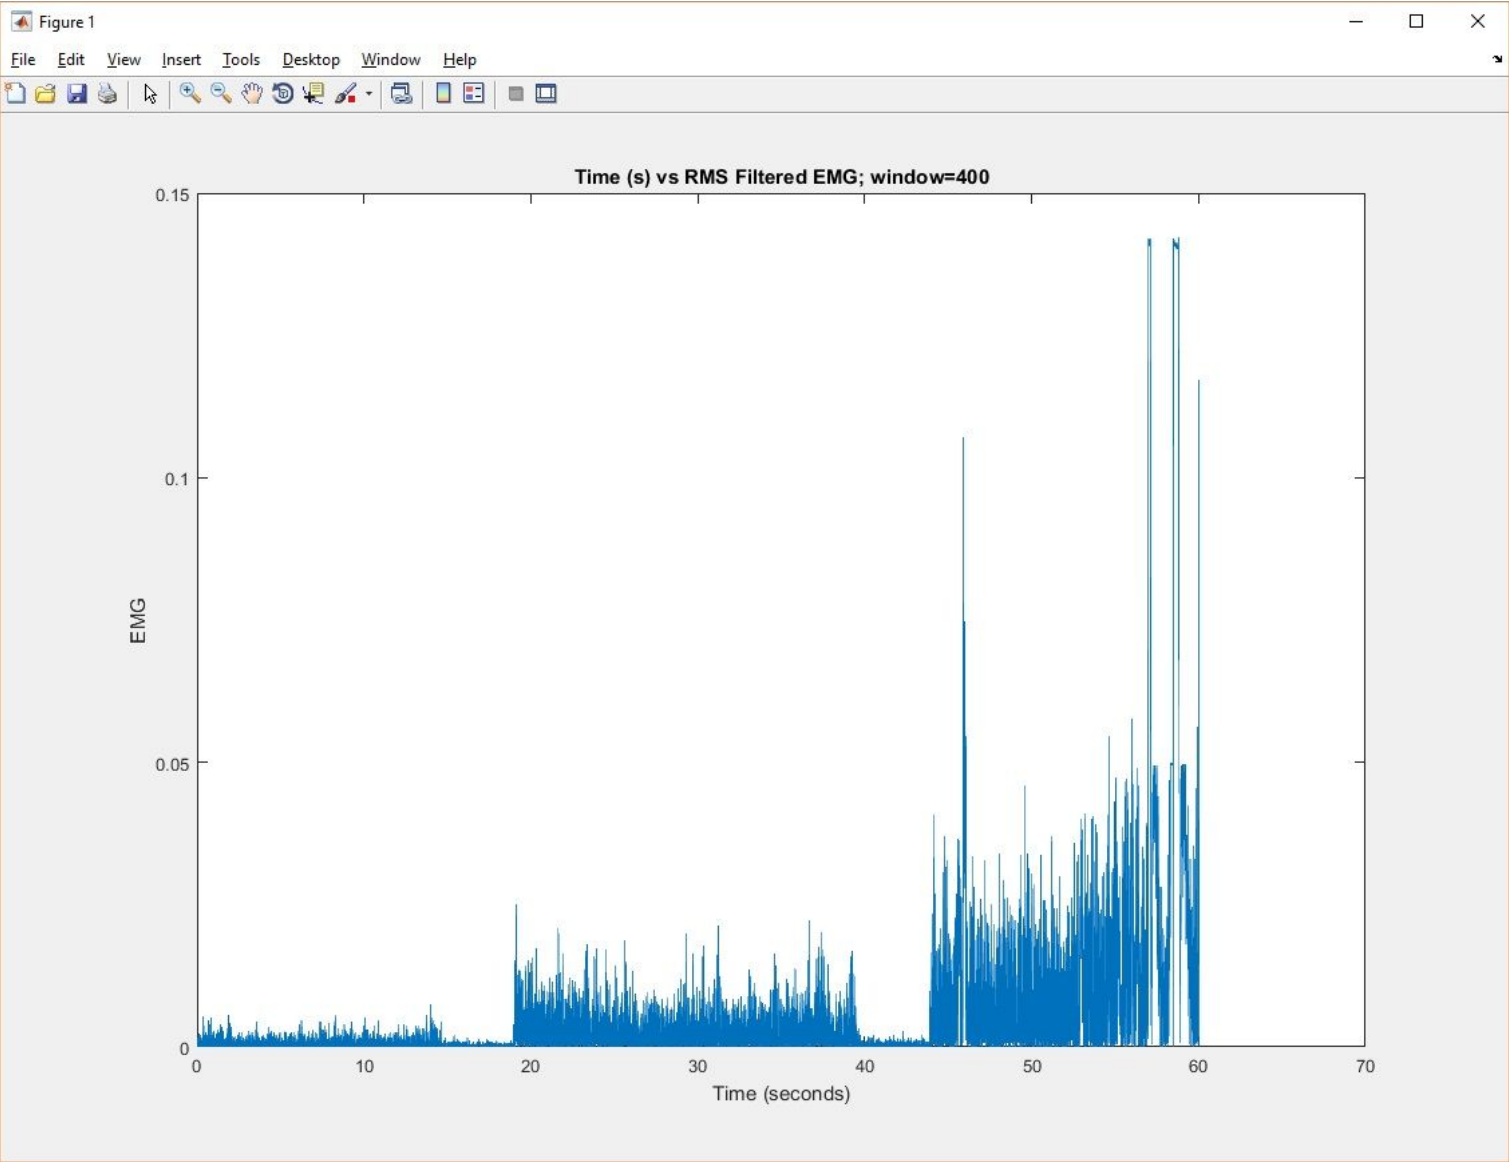 Figure 1
File Edit View Insert Tools Desktop Window Help
Time (s) vs RMS Filtered EMG; window=400
0.15
0.1
0.05
0
EMG
0 10 20 30 40 50 60 70
Time (seconds)